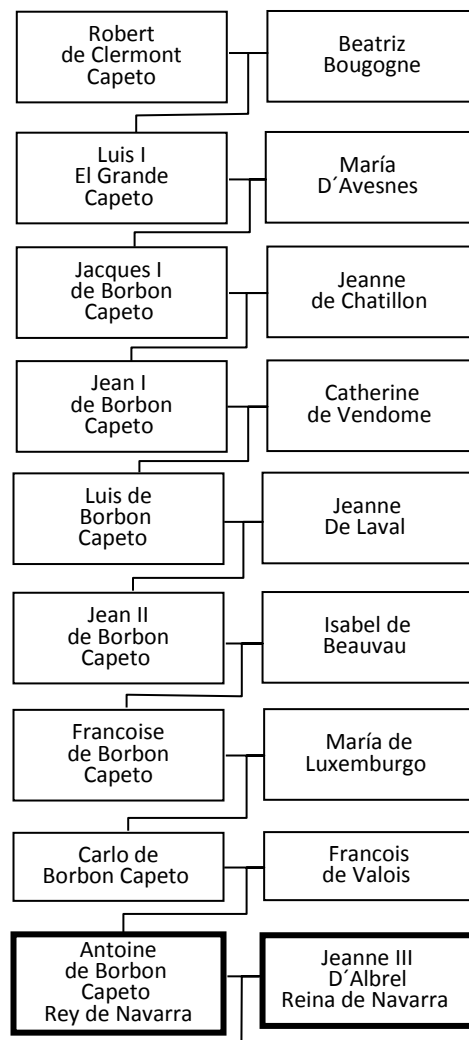 Robert
de Clermont
Capeto
Beatriz
Bougogne
Luis I
El Grande
Capeto
María
D´Avesnes
Jacques I
de Borbon
Capeto
Jeanne
de Chatillon
Jean I
de Borbon
Capeto
Catherine
de Vendome
Luis de
Borbon
Capeto
Jeanne
De Laval
Jean II
de Borbon
Capeto
Isabel de
Beauvau
Francoise
de Borbon
Capeto
María de
Luxemburgo
Carlo de
Borbon Capeto
Francois
de Valois
Antoine
de Borbon
Capeto
Rey de Navarra
Jeanne III
D´Albrel
Reina de Navarra